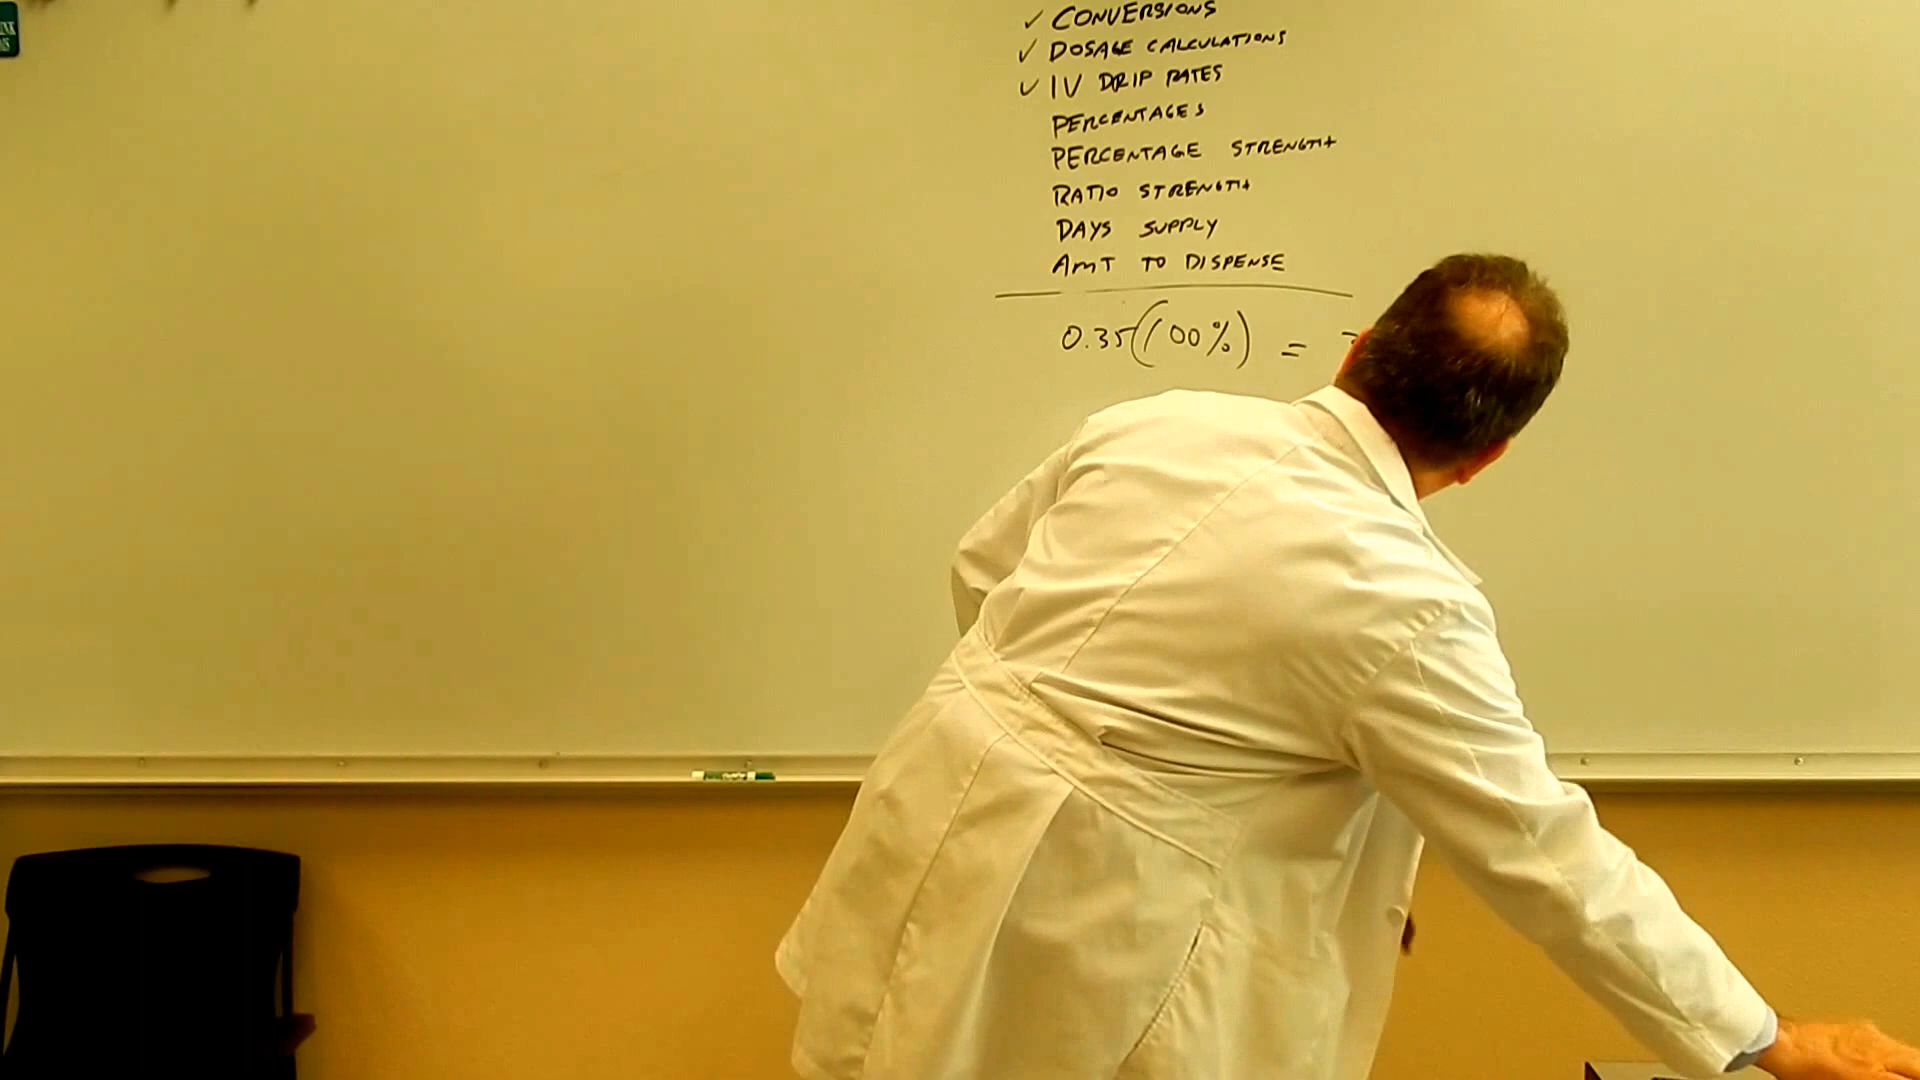 ✓ CONVERSIONS
✓ DOSAGE CALCULATIONS
✓ IV DRIP RATES
PERCENTAGES
PERCENTAGE STRENGTH
RATIO STRENGTH
DAYS SUPPLY
AMT TO DISPENSE
0.35(100%) =